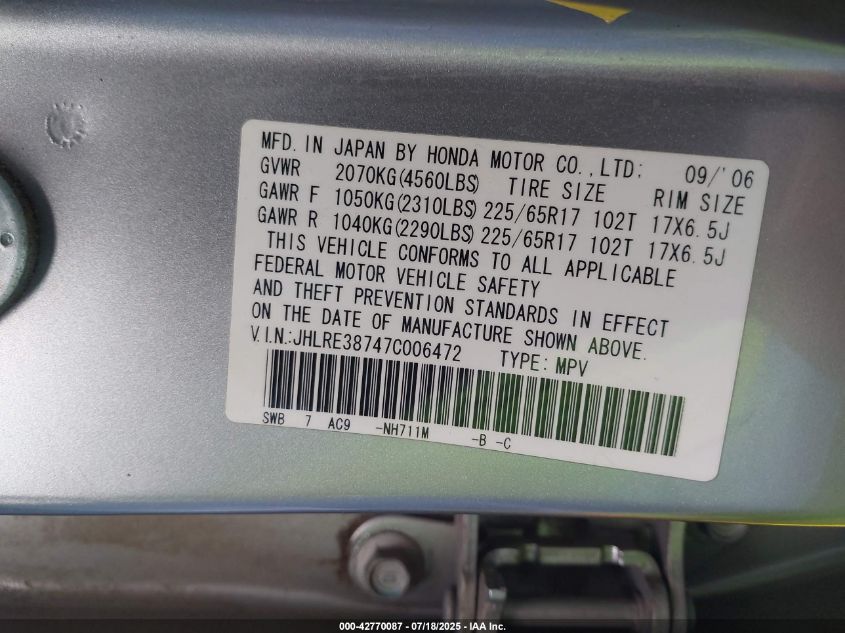 MFD. IN JAPAN BY HONDA MOTOR CO.,LTD: 09/'06
GVWR 2070KG(4560LBS) TIRE SIZE RIM SIZE
GAWR F 1050KG(2310LBS) 225/65R17 102T 17X6.5J
GAWR R 1040KG(2290LBS) 225/65R17 102T 17X6.5J
THIS VEHICLE CONFORMS TO ALL APPLICABLE
FEDERAL MOTOR VEHICLE SAFETY
AND THEFT PREVENTION STANDARDS IN EFFECT
ON THE DATE OF MANUFACTURE SHOWN ABOVE.
V.I.N.:JHLRE38747C006472 TYPE: MPV
SWB 7 AC9 -NH711M -B -C
000-42770087 - 07/18/2025 - IAA Inc.